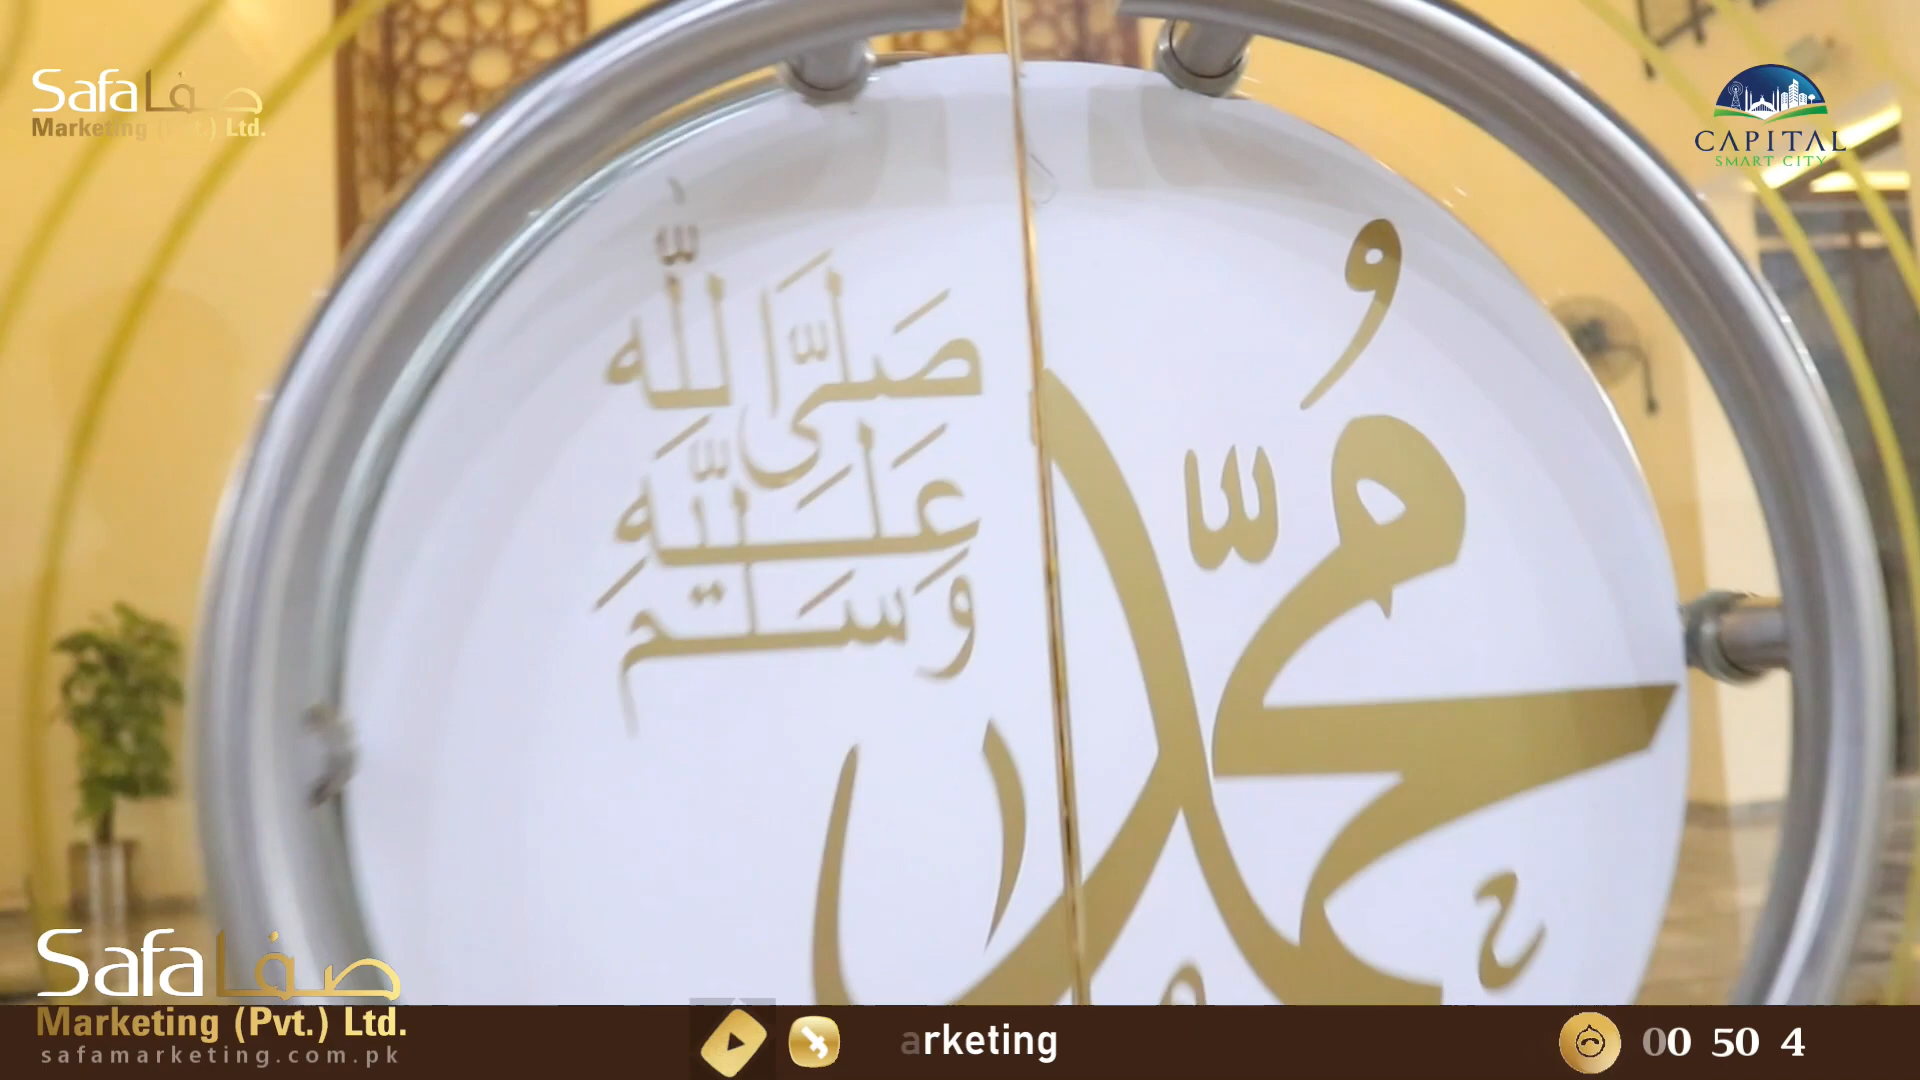 Safa صفا
Marketing (Pvt.) Ltd.
CAPITAL
SMART CITY
مُحَمَّد
صَلَّى اللّٰهِ
عَلَيْهِ
وَسَلَّمَ
Safa صفا
Marketing (Pvt.) Ltd.
safamarketing.com.pk
arketing
00 50 4